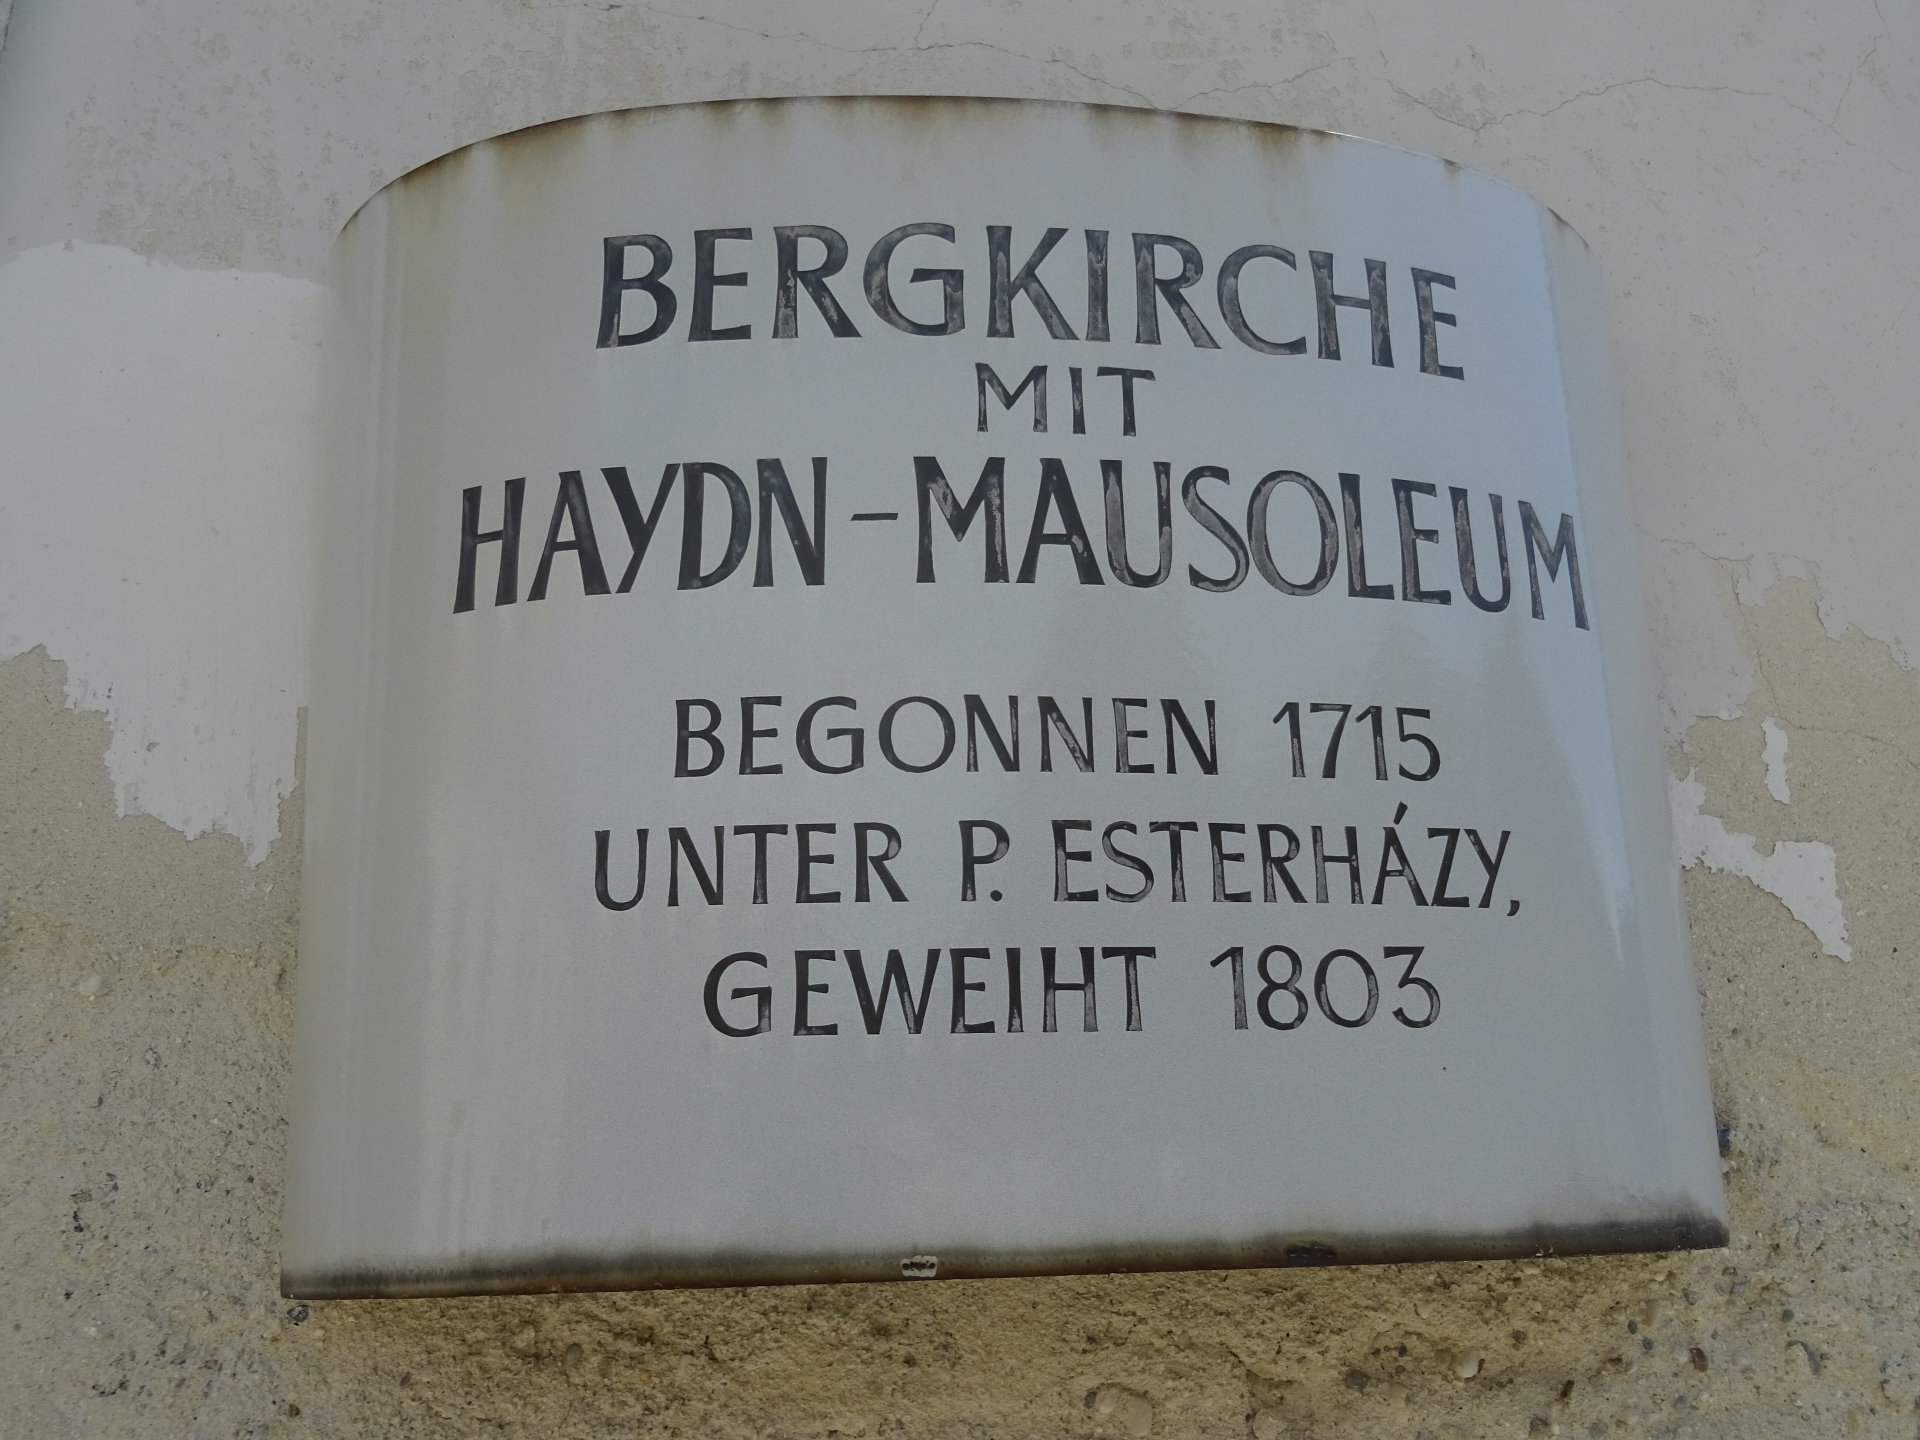 BERGKIRCHE
MIT
HAYDN-MAUSOLEUM
BEGONNEN 1715
UNTER P. ESTERHÁZY,
GEWEIHT 1803